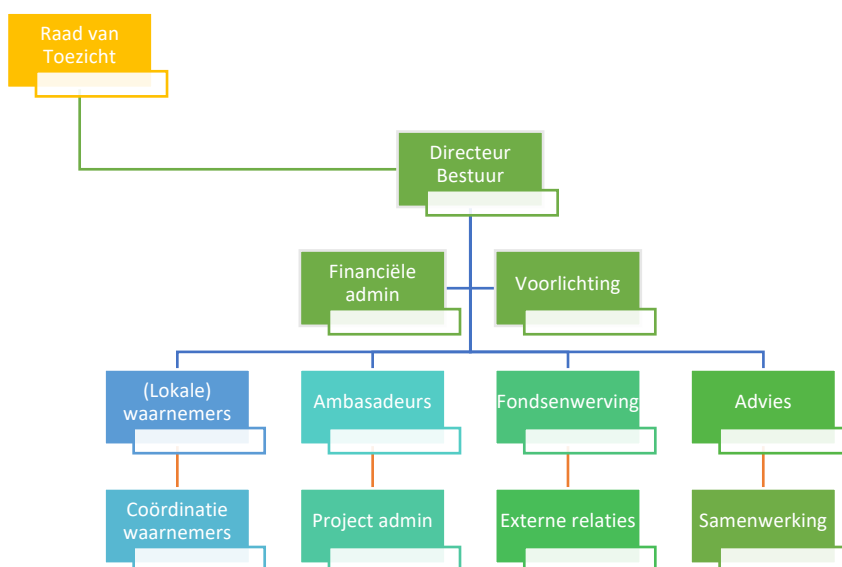 Raad van
Toezicht
Directeur
Bestuur
Financiële
admin
Voorlichting
(Lokale)
waarnemers
Ambasadeurs
Fondsenwerving
Advies
Coördinatie
waarnemers
Project admin
Externe relaties
Samenwerking